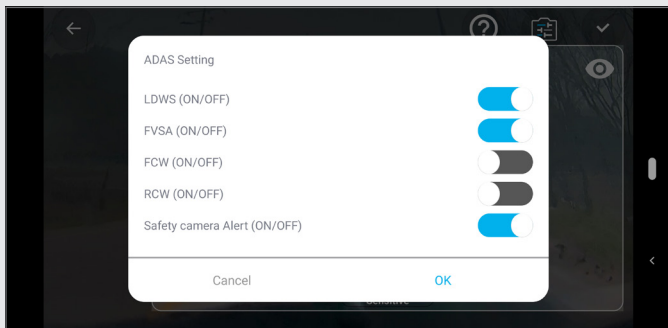 ADAS Setting
LDWS (ON/OFF)
FVSA (ON/OFF)
FCW (ON/OFF)
RCW (ON/OFF)
Safety camera Alert (ON/OFF)
Cancel
OK
Sensitive